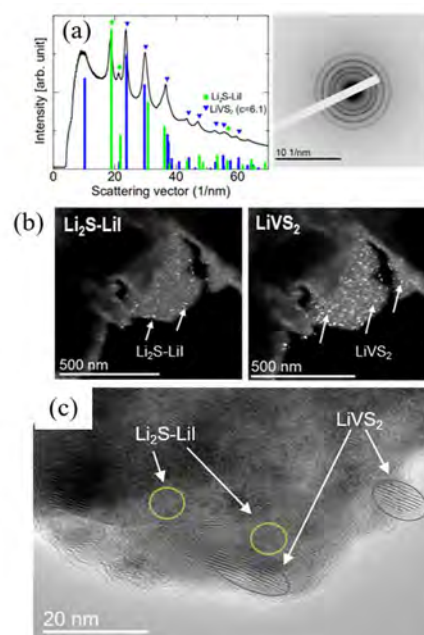 (a)
Intensity [arb. unit]
Li₂S-LiI
LiVS₂ (c=6.1)
0 20 40 60
Scattering vector (1/nm)
10 1/nm
(b)
Li₂S-LiI
Li₂S-LiI
500 nm
LiVS₂
LiVS₂
500 nm
(c)
Li₂S-LiI
LiVS₂
20 nm